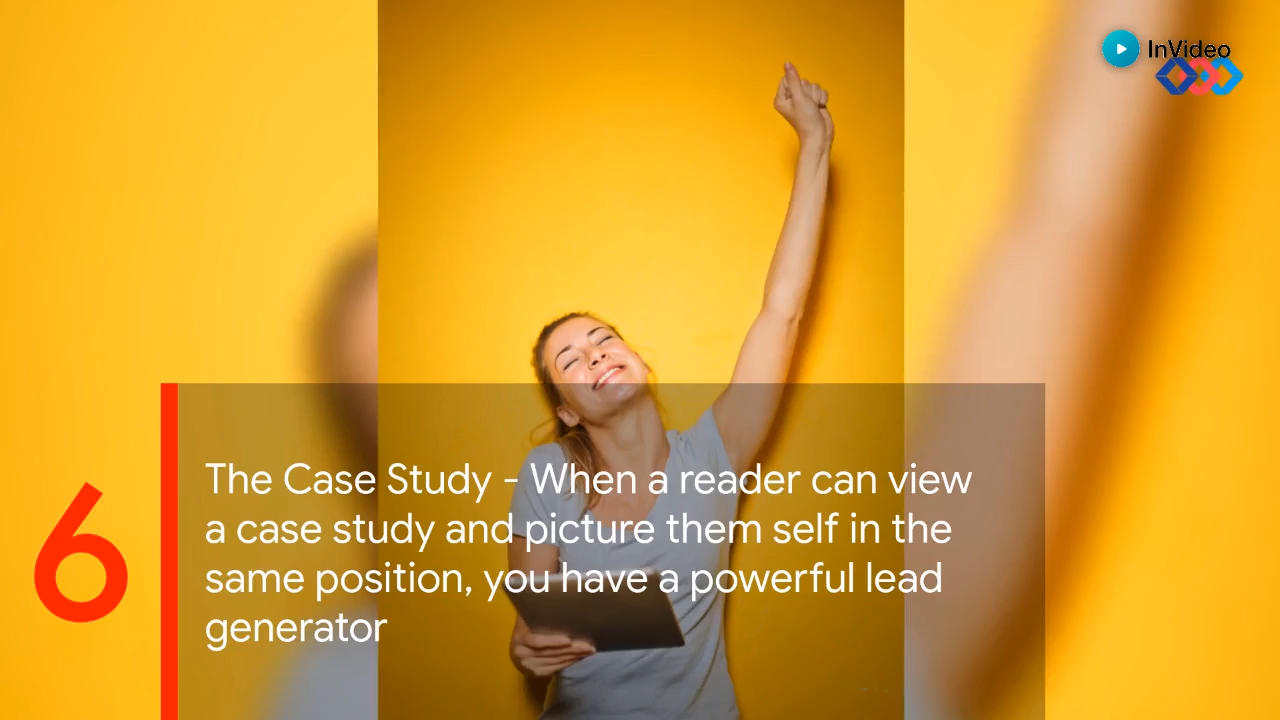 InVideo
6
The Case Study - When a reader can view
a case study and picture them self in the
same position, you have a powerful lead
generator